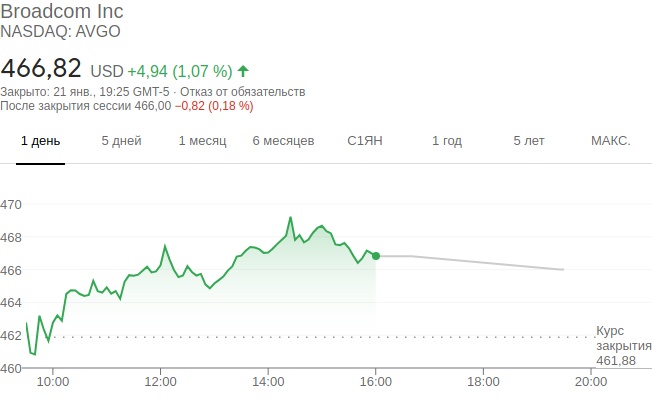 Broadcom Inc
NASDAQ: AVGO
466,82 USD +4,94 (1,07 %)
Закрыто: 21 янв., 19:25 GMT-5 · Отказ от обязательств
После закрытия сессии 466,00 −0,82 (0,18 %)
1 день 5 дней 1 месяц 6 месяцев С1ЯН 1 год 5 лет МАКС.
470
468
466
464
462
460
Курс
закрытия
461,88
10:00 12:00 14:00 16:00 18:00 20:00